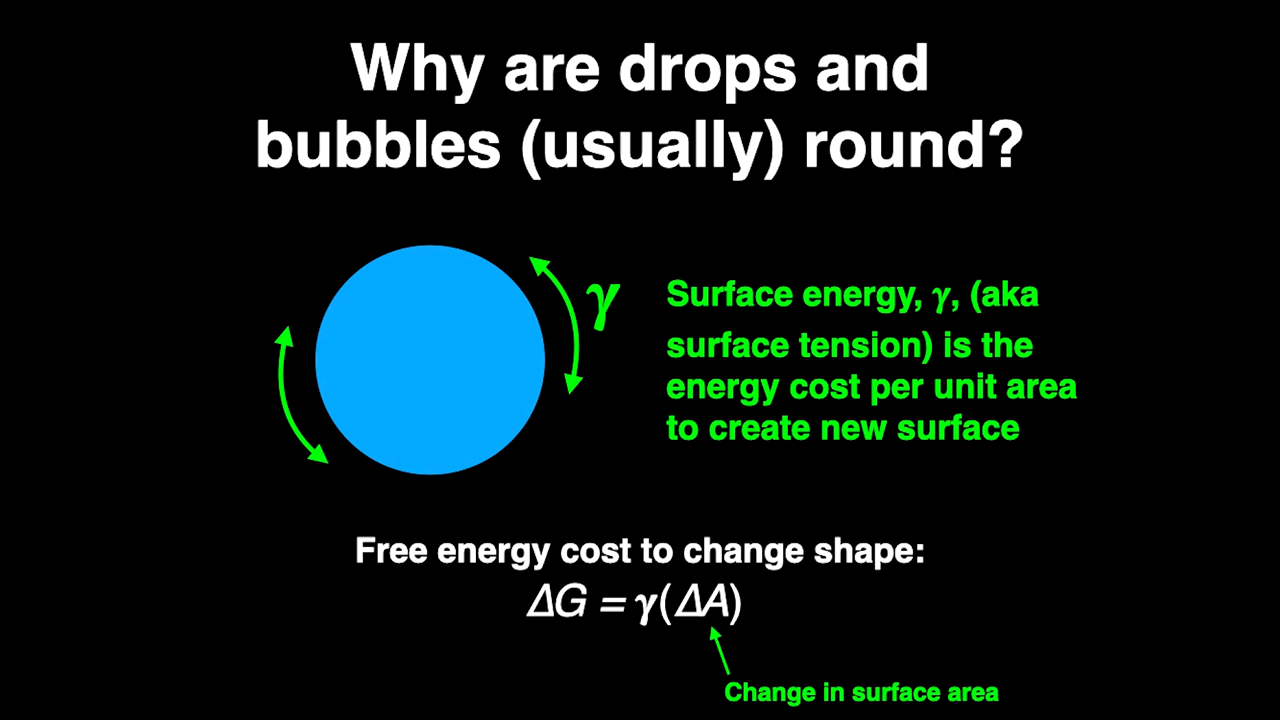 Why are drops and
bubbles (usually) round?
γ
Surface energy, γ, (aka
surface tension) is the
energy cost per unit area
to create new surface
Free energy cost to change shape:
ΔG = γ(ΔA)
Change in surface area